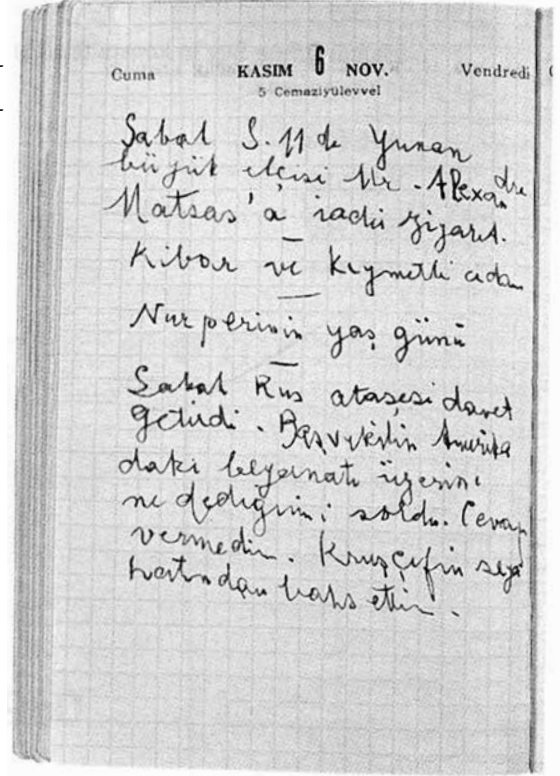 Cuma KASIM 6 NOV. Vendredi
5 Cemaziyülevvel
Sabah S. 11 de Yunan
büyük elçisi Mr. Alexandre
Matsas'a iadei ziyaret.
Kibar ve kıymetli adam
Nurperinin yaş günü
Sabah Rus ataşesi davet
getirdi. Başvekilin Amerika
daki beyanatı üzerine
ne dediğimi sordu. Cevap
vermedim. Kruşçefin seya
hatından bahs ettim.